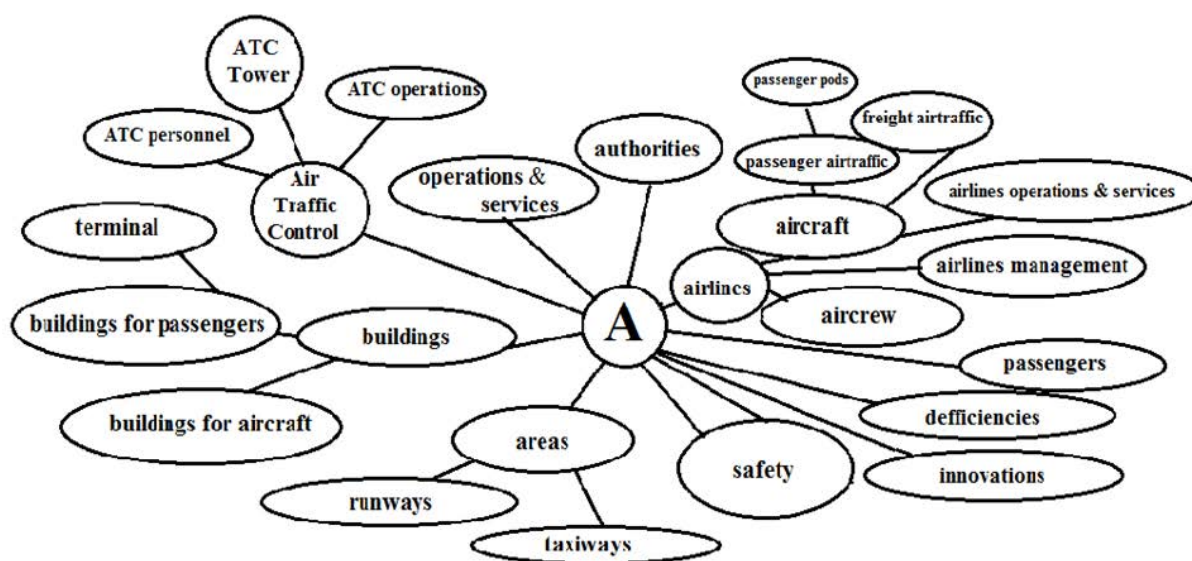 ATC
Tower
ATC operations
ATC personnel
Air
Traffic
Control
operations &
services
authorities
passenger pods
freight airtraffic
passenger airtraffic
airlines operations & services
aircraft
terminal
airlines
airlines management
aircrew
A
buildings for passengers
buildings
passengers
defficiencies
buildings for aircraft
areas
safety
innovations
runways
taxiways